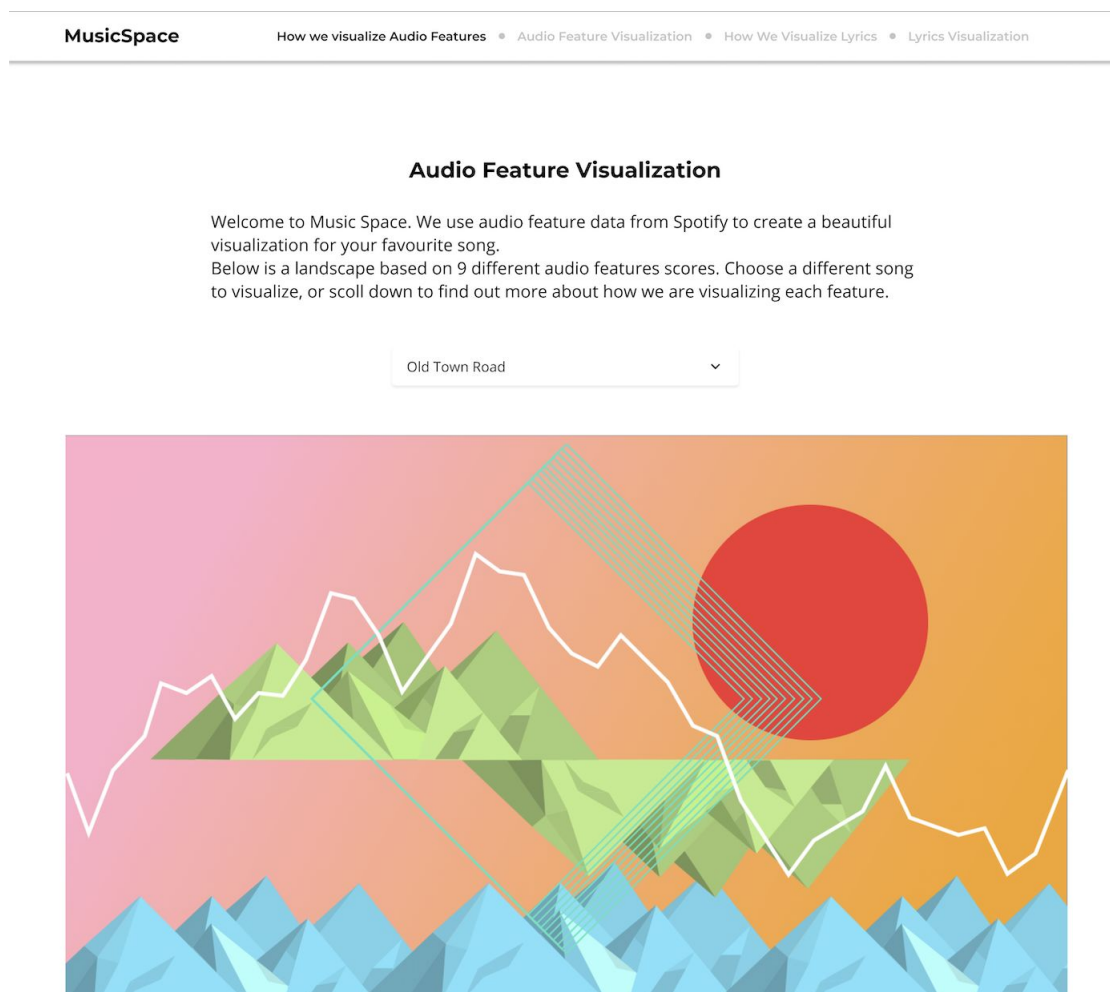 MusicSpace
How we visualize Audio Features • Audio Feature Visualization • How We Visualize Lyrics • Lyrics Visualization
Audio Feature Visualization
Welcome to Music Space. We use audio feature data from Spotify to create a beautiful
visualization for your favourite song.
Below is a landscape based on 9 different audio features scores. Choose a different song
to visualize, or scoll down to find out more about how we are visualizing each feature.
Old Town Road